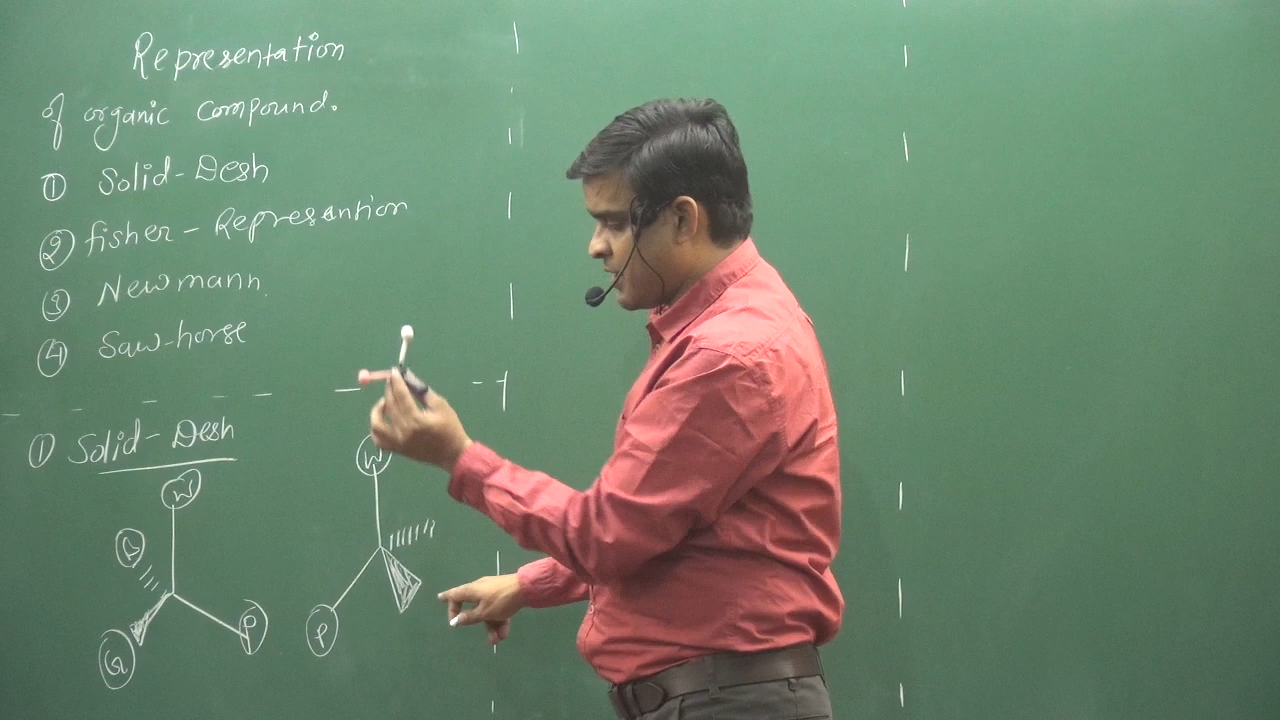 Representation
of organic compound.
① Solid-Desh
② fisher - Represantion
③ Newmann
④ Saw-horse
① Solid-Desh
W
W
P
P